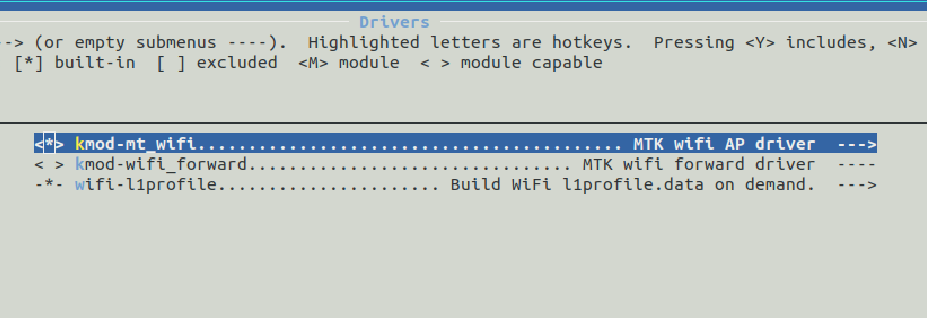 Drivers
--> (or empty submenus ----).  Highlighted letters are hotkeys.  Pressing <Y> includes, <N>
[*] built-in  [ ] excluded  <M> module  < > module capable
<*> kmod-mt_wifi.......................................... MTK wifi AP driver  --->
< > kmod-wifi_forward................................ MTK wifi forward driver  ----
-*- wifi-l1profile...................... Build WiFi l1profile.data on demand.  --->